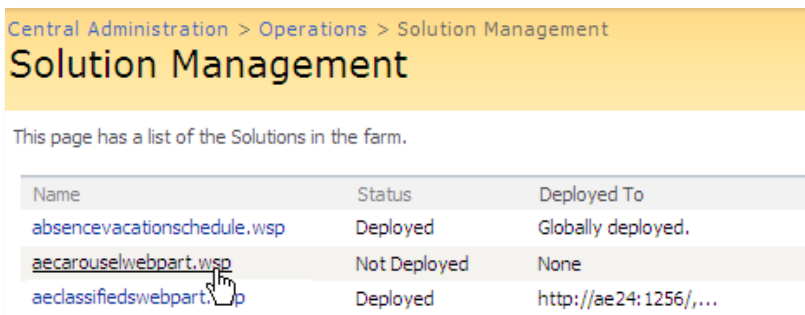 Central Administration > Operations > Solution Management
Solution Management
This page has a list of the Solutions in the farm.
Name Status Deployed To
absencevacationschedule.wsp Deployed Globally deployed.
aecarouselwebpart.wsp Not Deployed None
aeclassifiedswebpart.wsp Deployed http://ae24:1256/,...